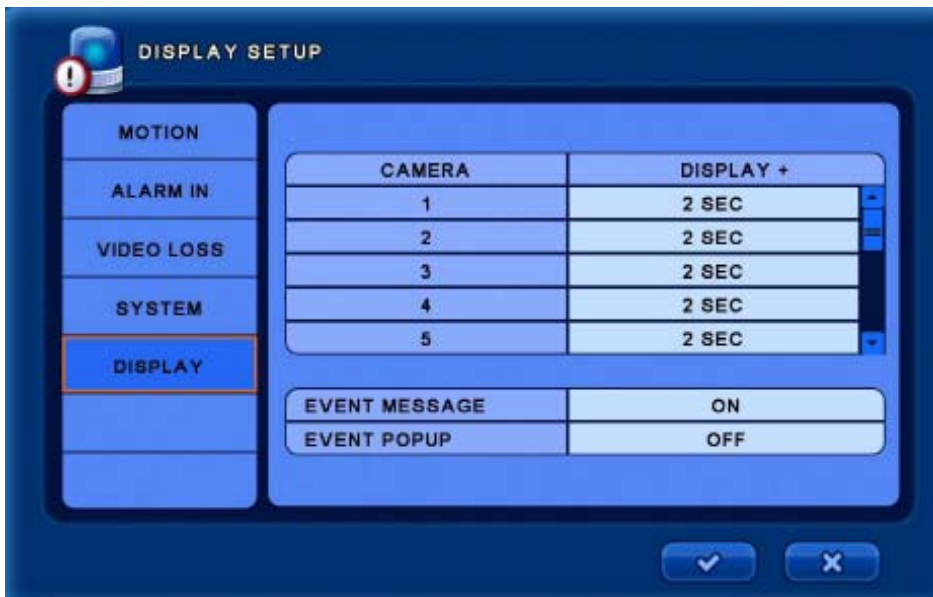 DISPLAY SETUP
MOTION
ALARM IN
VIDEO LOSS
SYSTEM
DISPLAY
CAMERA DISPLAY +
1 2 SEC
2 2 SEC
3 2 SEC
4 2 SEC
5 2 SEC
EVENT MESSAGE ON
EVENT POPUP OFF